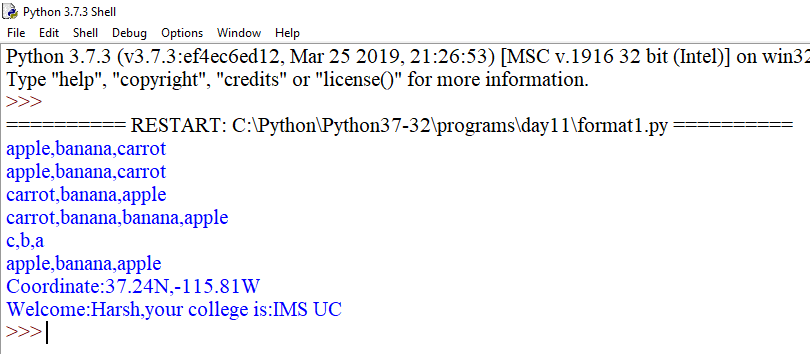 Python 3.7.3 Shell
File Edit Shell Debug Options Window Help
Python 3.7.3 (v3.7.3:ef4ec6ed12, Mar 25 2019, 21:26:53) [MSC v.1916 32 bit (Intel)] on win32
Type "help", "copyright", "credits" or "license()" for more information.
>>>
========== RESTART: C:\Python\Python37-32\programs\day11\format1.py ==========
apple,banana,carrot
apple,banana,carrot
carrot,banana,apple
carrot,banana,banana,apple
c,b,a
apple,banana,apple
Coordinate:37.24N,-115.81W
Welcome:Harsh,your college is:IMS UC
>>>